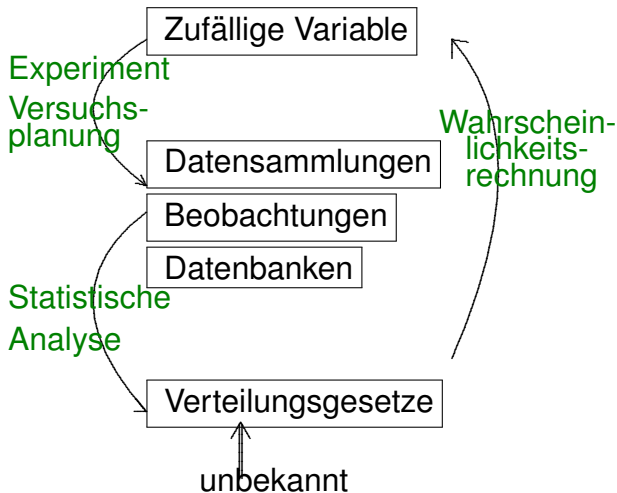 Zufällige Variable
Experiment
Versuchs-
planung
Wahrschein-
lichkeits-
rechnung
Datensammlungen
Beobachtungen
Datenbanken
Statistische
Analyse
Verteilungsgesetze
unbekannt